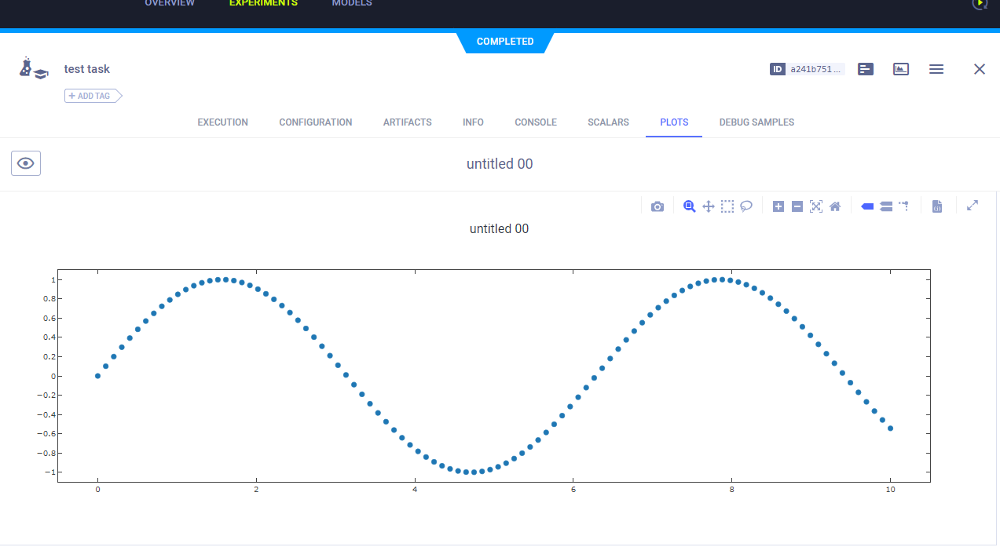 OVERVIEW EXPERIMENTS MODELS
COMPLETED
test task
ID a241b751 ...
+ ADD TAG
EXECUTION CONFIGURATION ARTIFACTS INFO CONSOLE SCALARS PLOTS DEBUG SAMPLES
untitled 00
untitled 00
1
0.8
0.6
0.4
0.2
0
−0.2
−0.4
−0.6
−0.8
−1
0 2 4 6 8 10